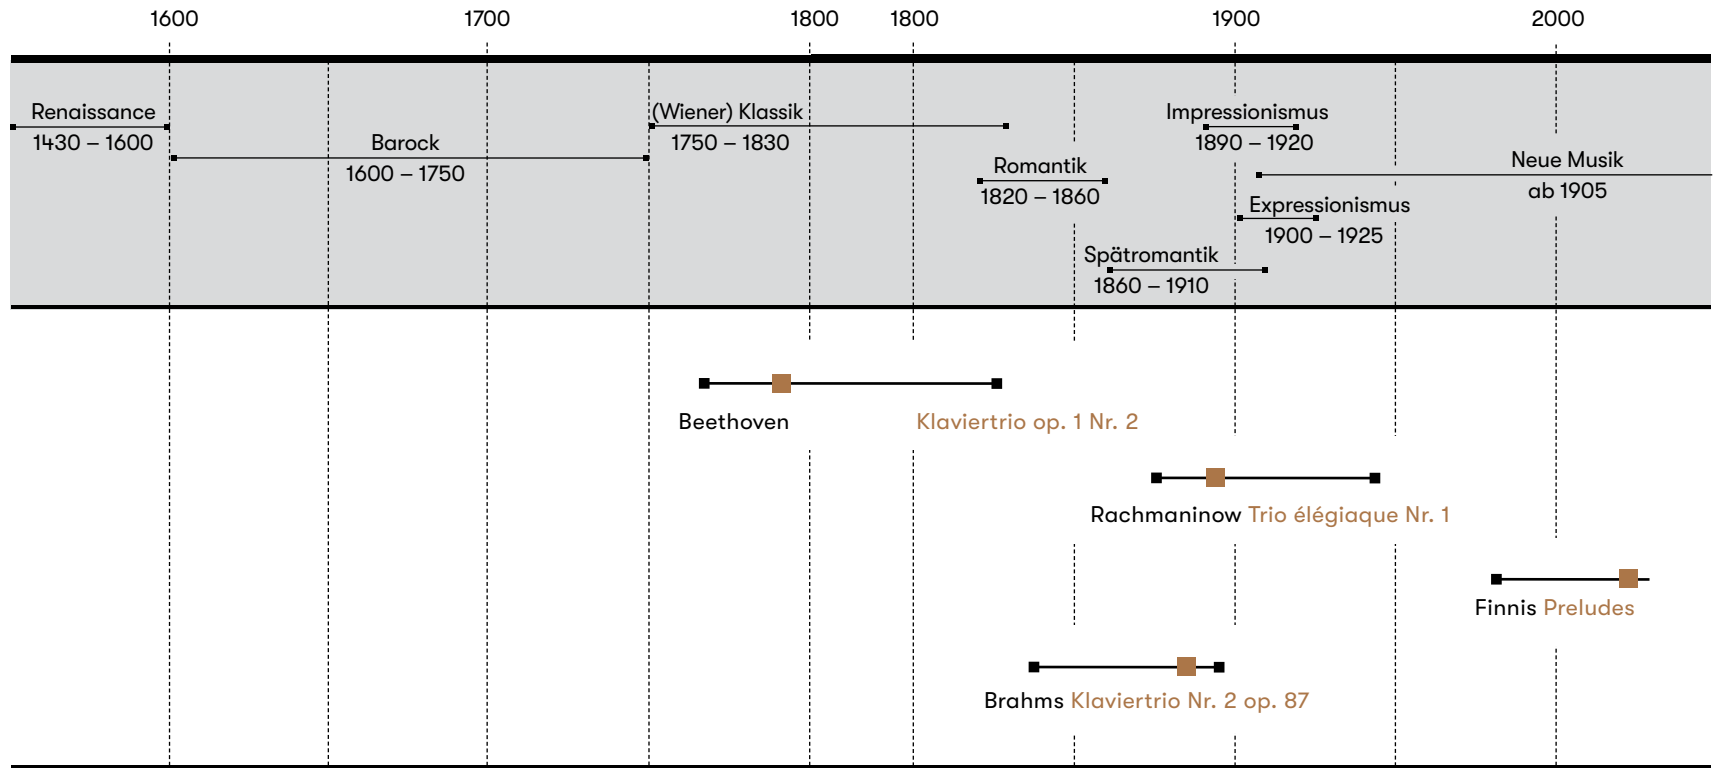 1600 1700 1800 1800 1900 2000
Renaissance
1430 – 1600
Barock
1600 – 1750
(Wiener) Klassik
1750 – 1830
Romantik
1820 – 1860
Spätromantik
1860 – 1910
Impressionismus
1890 – 1920
Expressionismus
1900 – 1925
Neue Musik
ab 1905
Beethoven Klaviertrio op. 1 Nr. 2
Rachmaninow Trio élégiaque Nr. 1
Finnis Preludes
Brahms Klaviertrio Nr. 2 op. 87